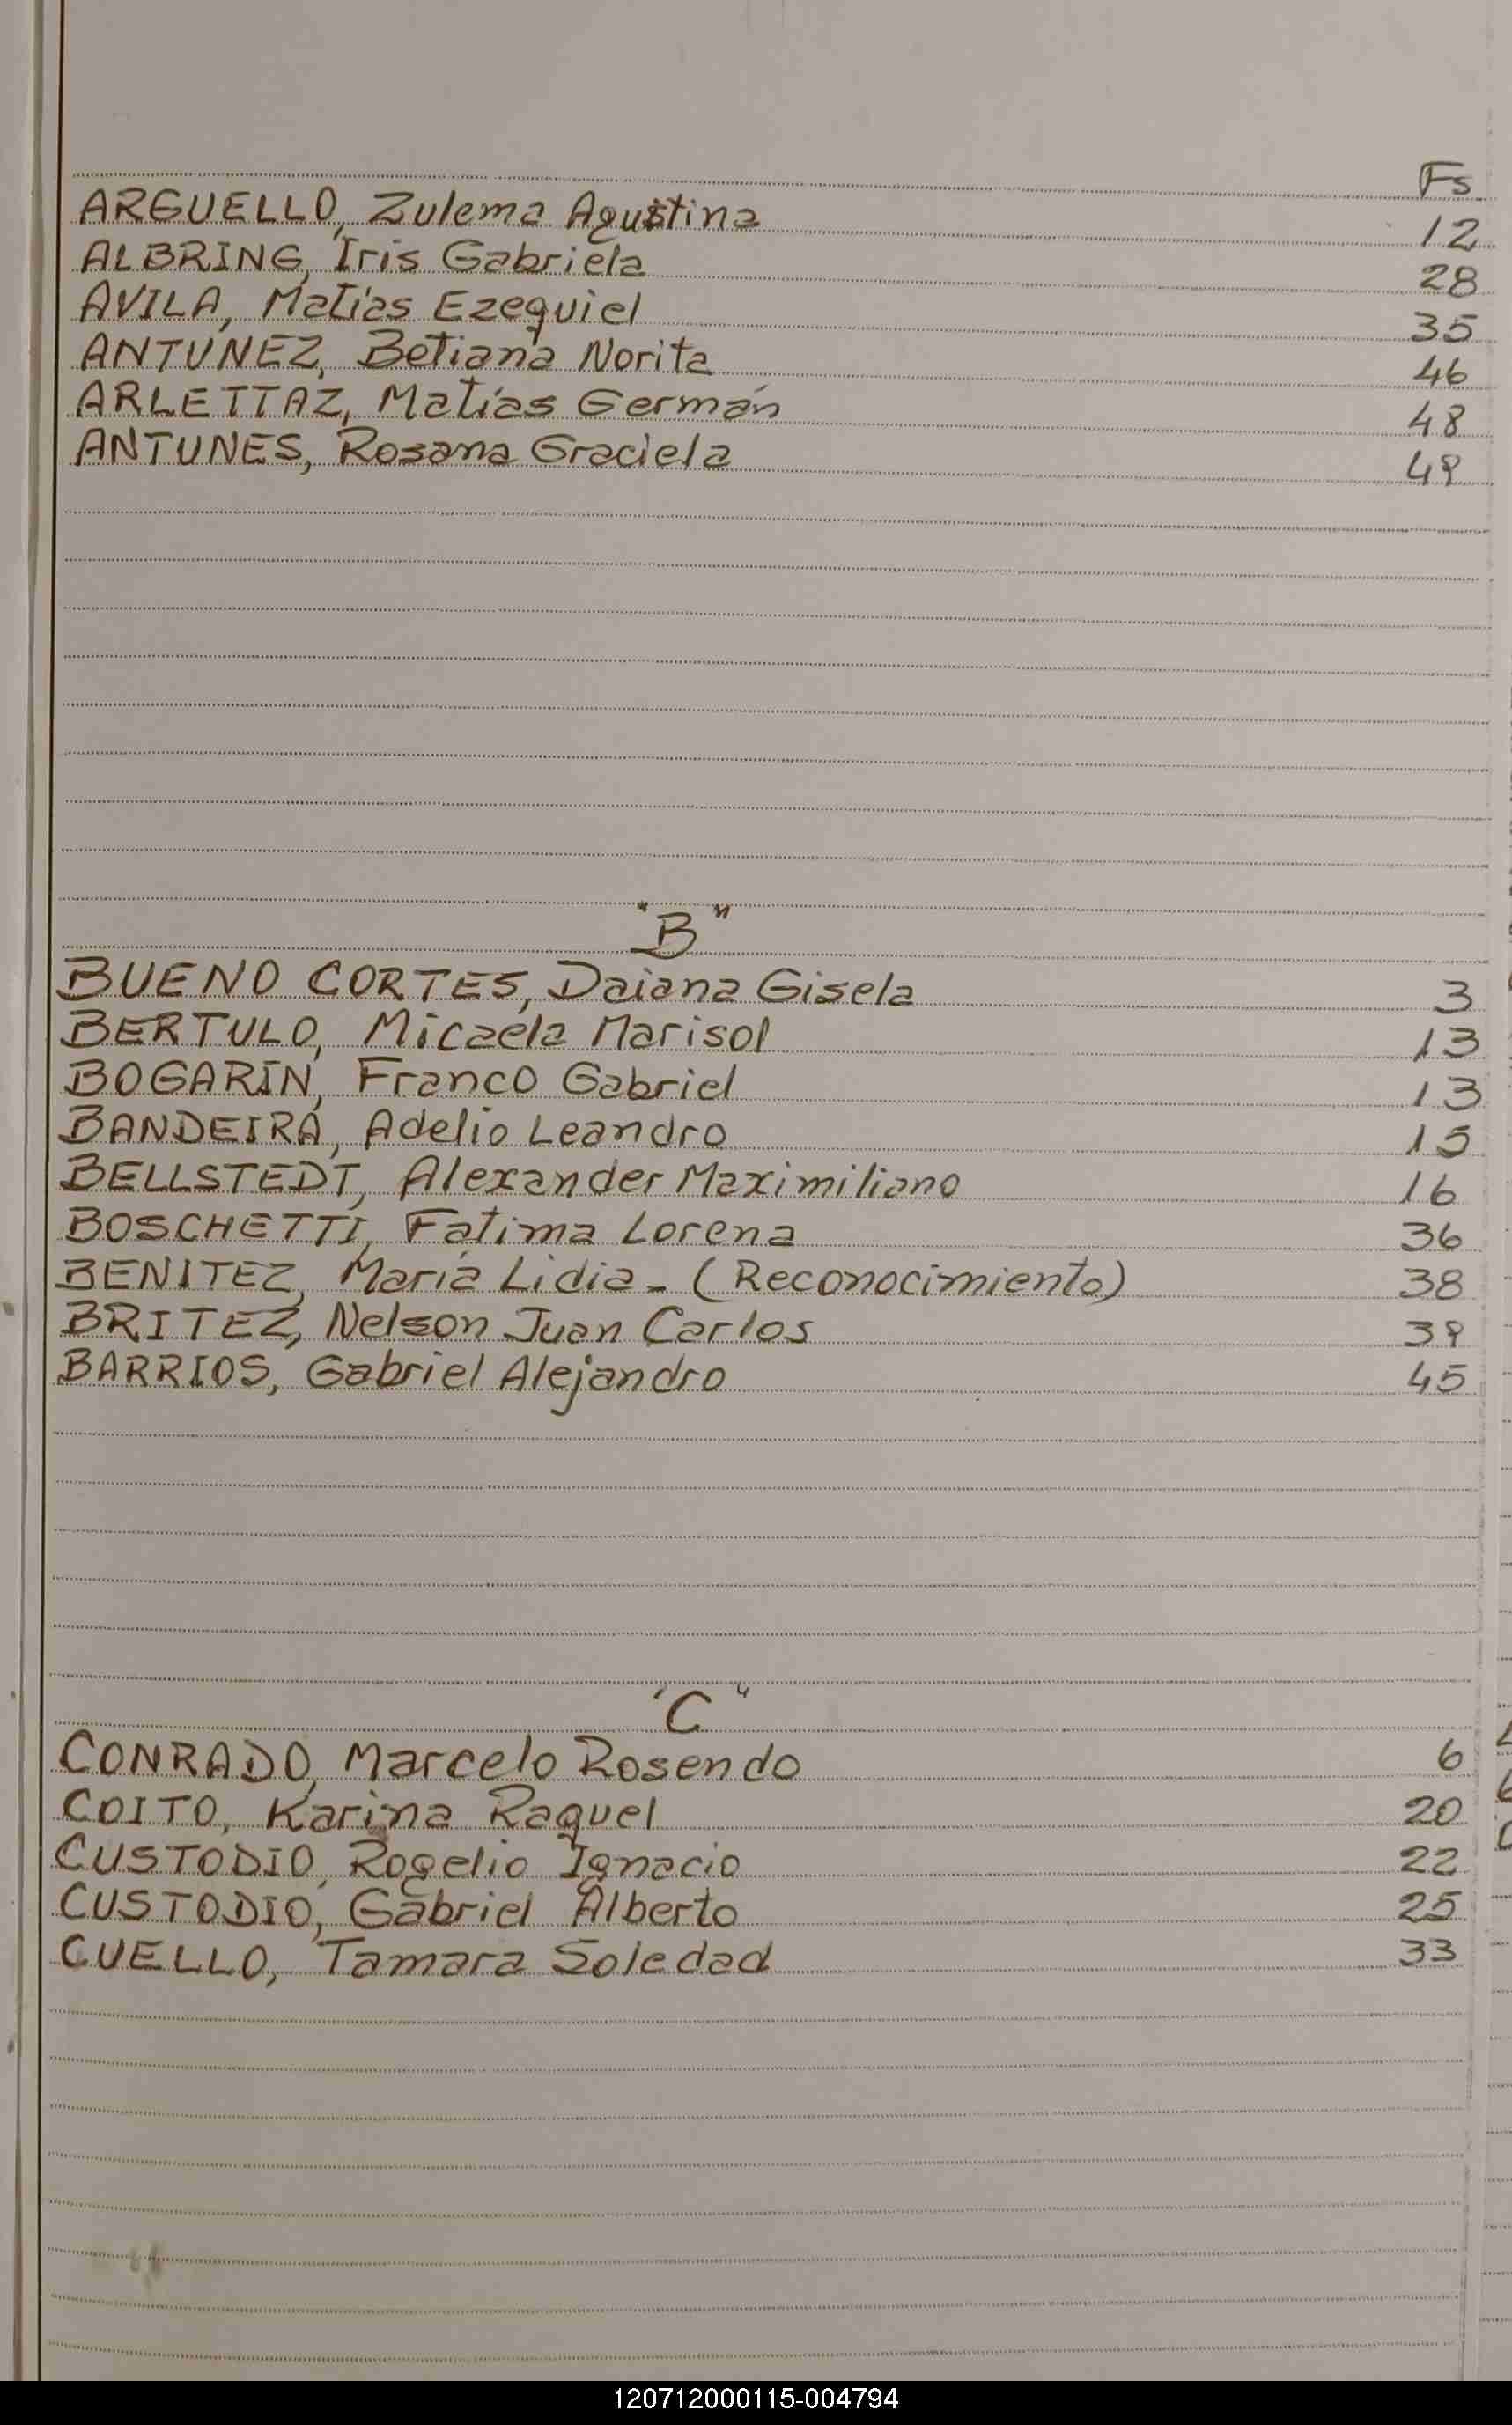 Fs
ARGUELLO, Zulema Agustina 12
ALBRING, Iris Gabriela 28
AVILA, Matías Ezequiel 35
ANTUNEZ, Betiana Norita 46
ARLETTAZ, Matías Germán 48
ANTUNES, Rosana Graciela 49
"B"
BUENO CORTES, Daiana Gisela 3
BERTULO, Micaela Marisol 13
BOGARIN, Franco Gabriel 13
BANDEIRA, Adelio Leandro 15
BELLSTEDT, Alexander Maximiliano 16
BOSCHETTI, Fatima Lorena 36
BENITEZ, María Lidia - (Reconocimiento) 38
BRITEZ, Nelson Juan Carlos 39
BARRIOS, Gabriel Alejandro 45
"C"
CONRADO, Marcelo Rosendo 6
COITO, Karina Raquel 20
CUSTODIO, Rogelio Ignacio 22
CUSTODIO, Gabriel Alberto 25
CUELLO, Tamara Soledad 33
120712000115-004794